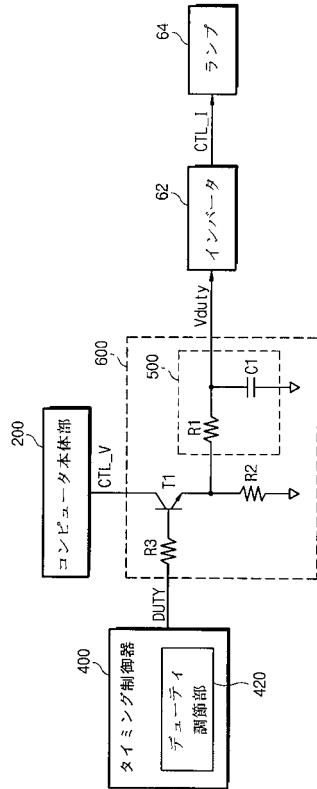 400
タイミング制御器
デューティ
調節部
420
DUTY
200
コンピュータ本体部
CTL_V
600
500
R3
T1
R1
R2
C1
Vduty
62
インバータ
CTL_I
64
ランプ